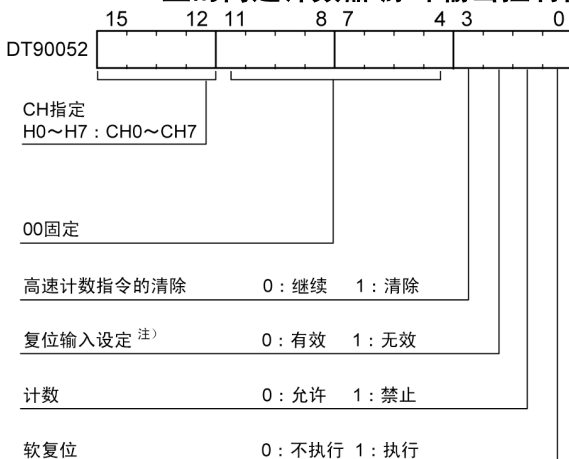 15 12 11 8 7 4 3 0
DT90052
CH指定
H0～H7：CH0～CH7
00固定
高速计数指令的清除 0：继续 1：清除
复位输入设定 注） 0：有效 1：无效
计数 0：允许 1：禁止
软复位 0：不执行 1：执行